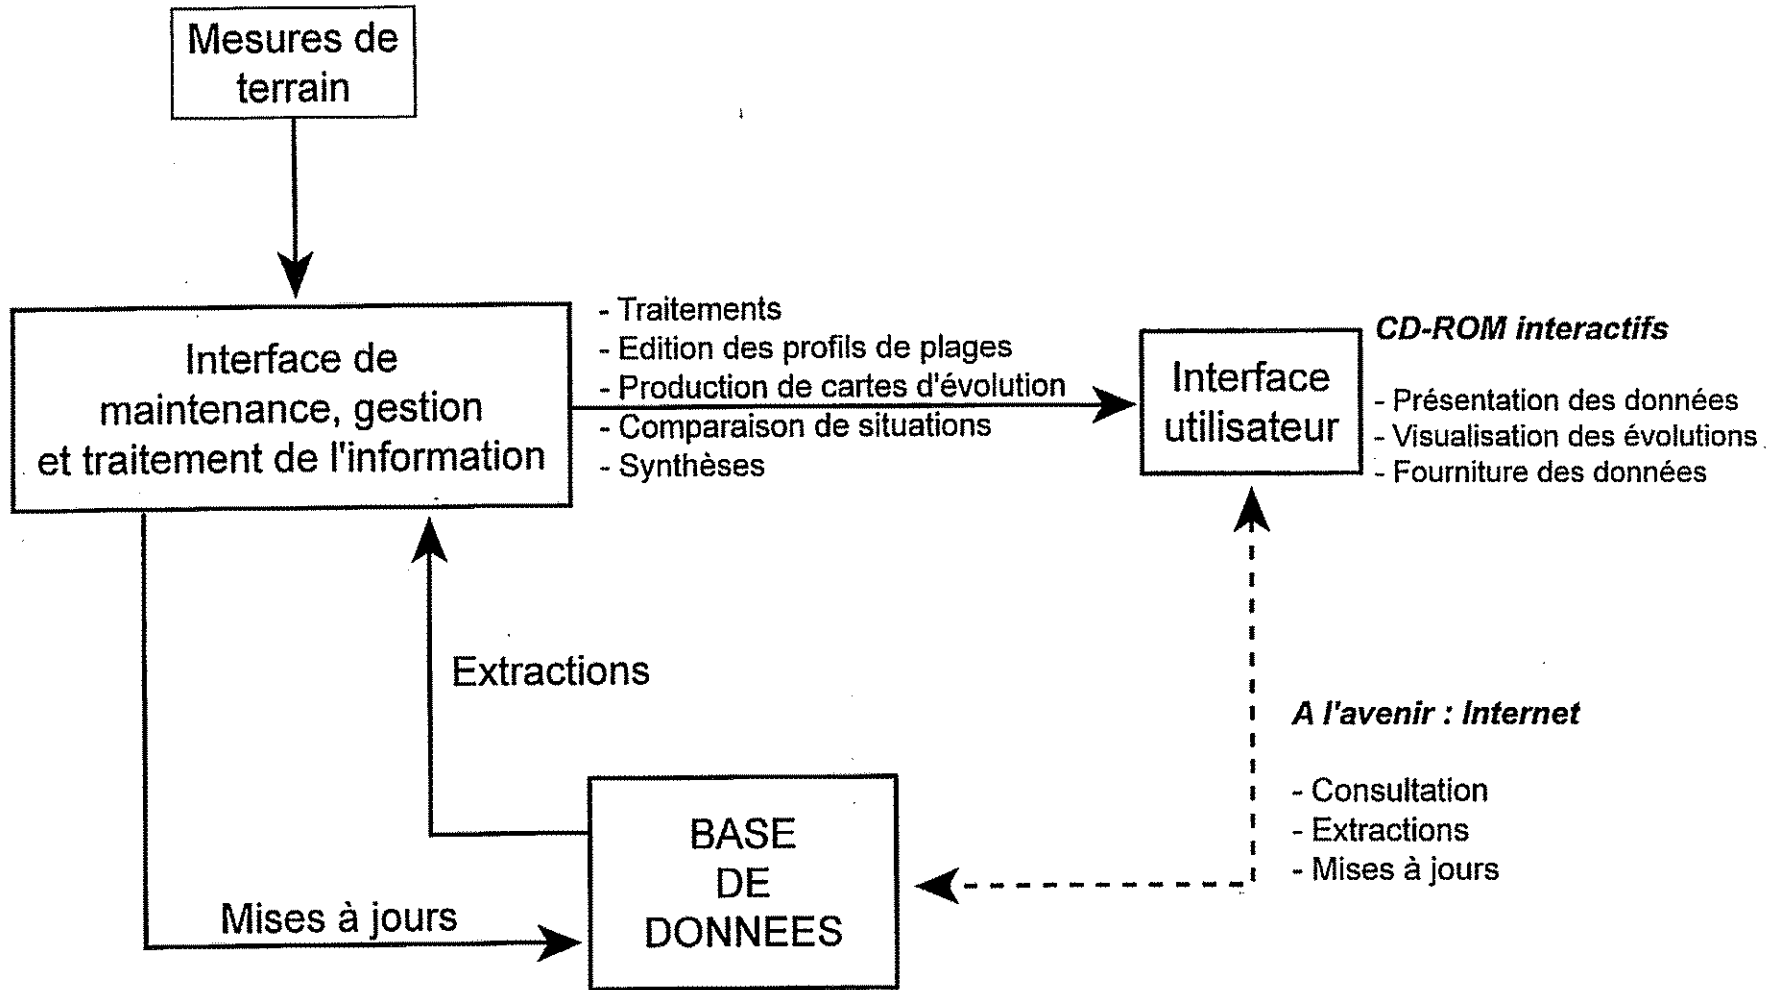 Mesures de
terrain
Interface de
maintenance, gestion
et traitement de l'information
- Traitements
- Edition des profils de plages
- Production de cartes d'évolution
- Comparaison de situations
- Synthèses
Interface
utilisateur
CD-ROM interactifs
- Présentation des données
- Visualisation des évolutions
- Fourniture des données
Extractions
Mises à jours
BASE
DE
DONNEES
A l'avenir : Internet
- Consultation
- Extractions
- Mises à jours